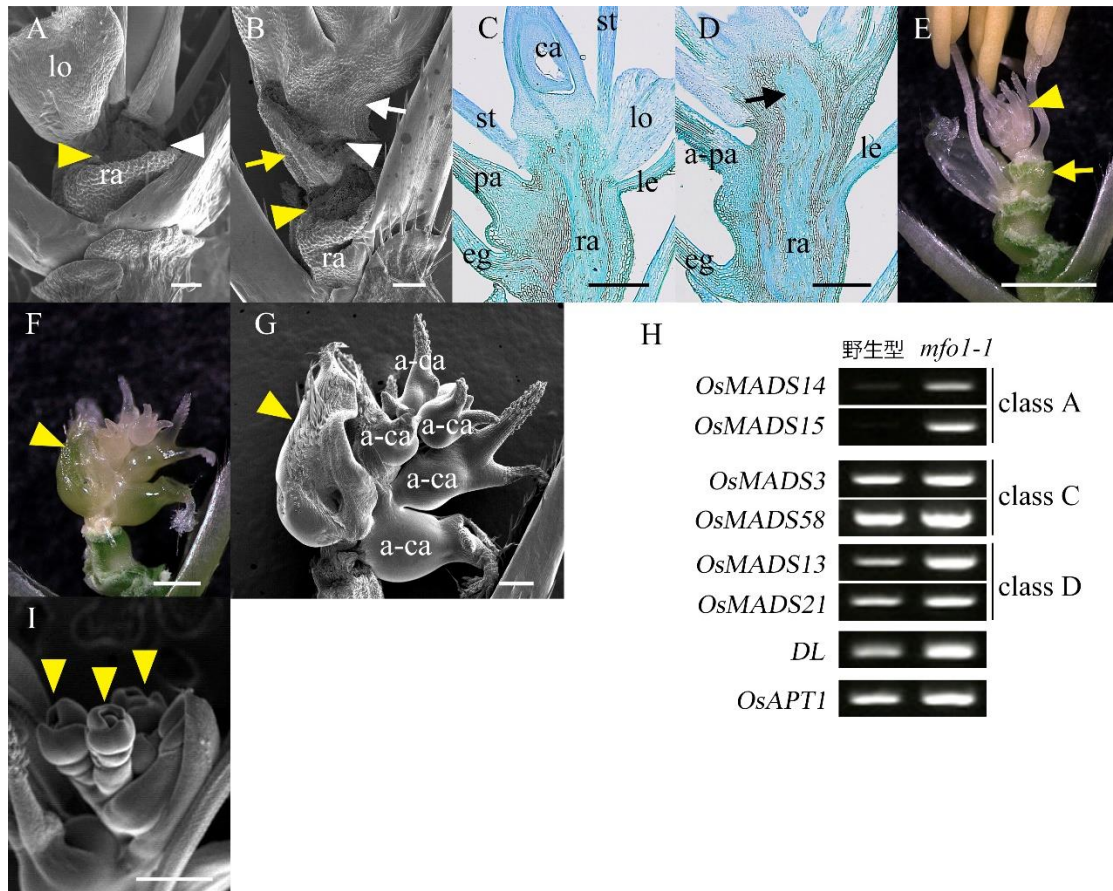 A
lo
ra
B
ra
C
ca
st
st
lo
pa
le
ra
eg
D
a-pa
le
ra
eg
E
F
G
a-ca
a-ca
a-ca
a-ca
a-ca
H
野生型 mfo1-1
OsMADS14
OsMADS15
class A
OsMADS3
OsMADS58
class C
OsMADS13
OsMADS21
class D
DL
OsAPT1
I